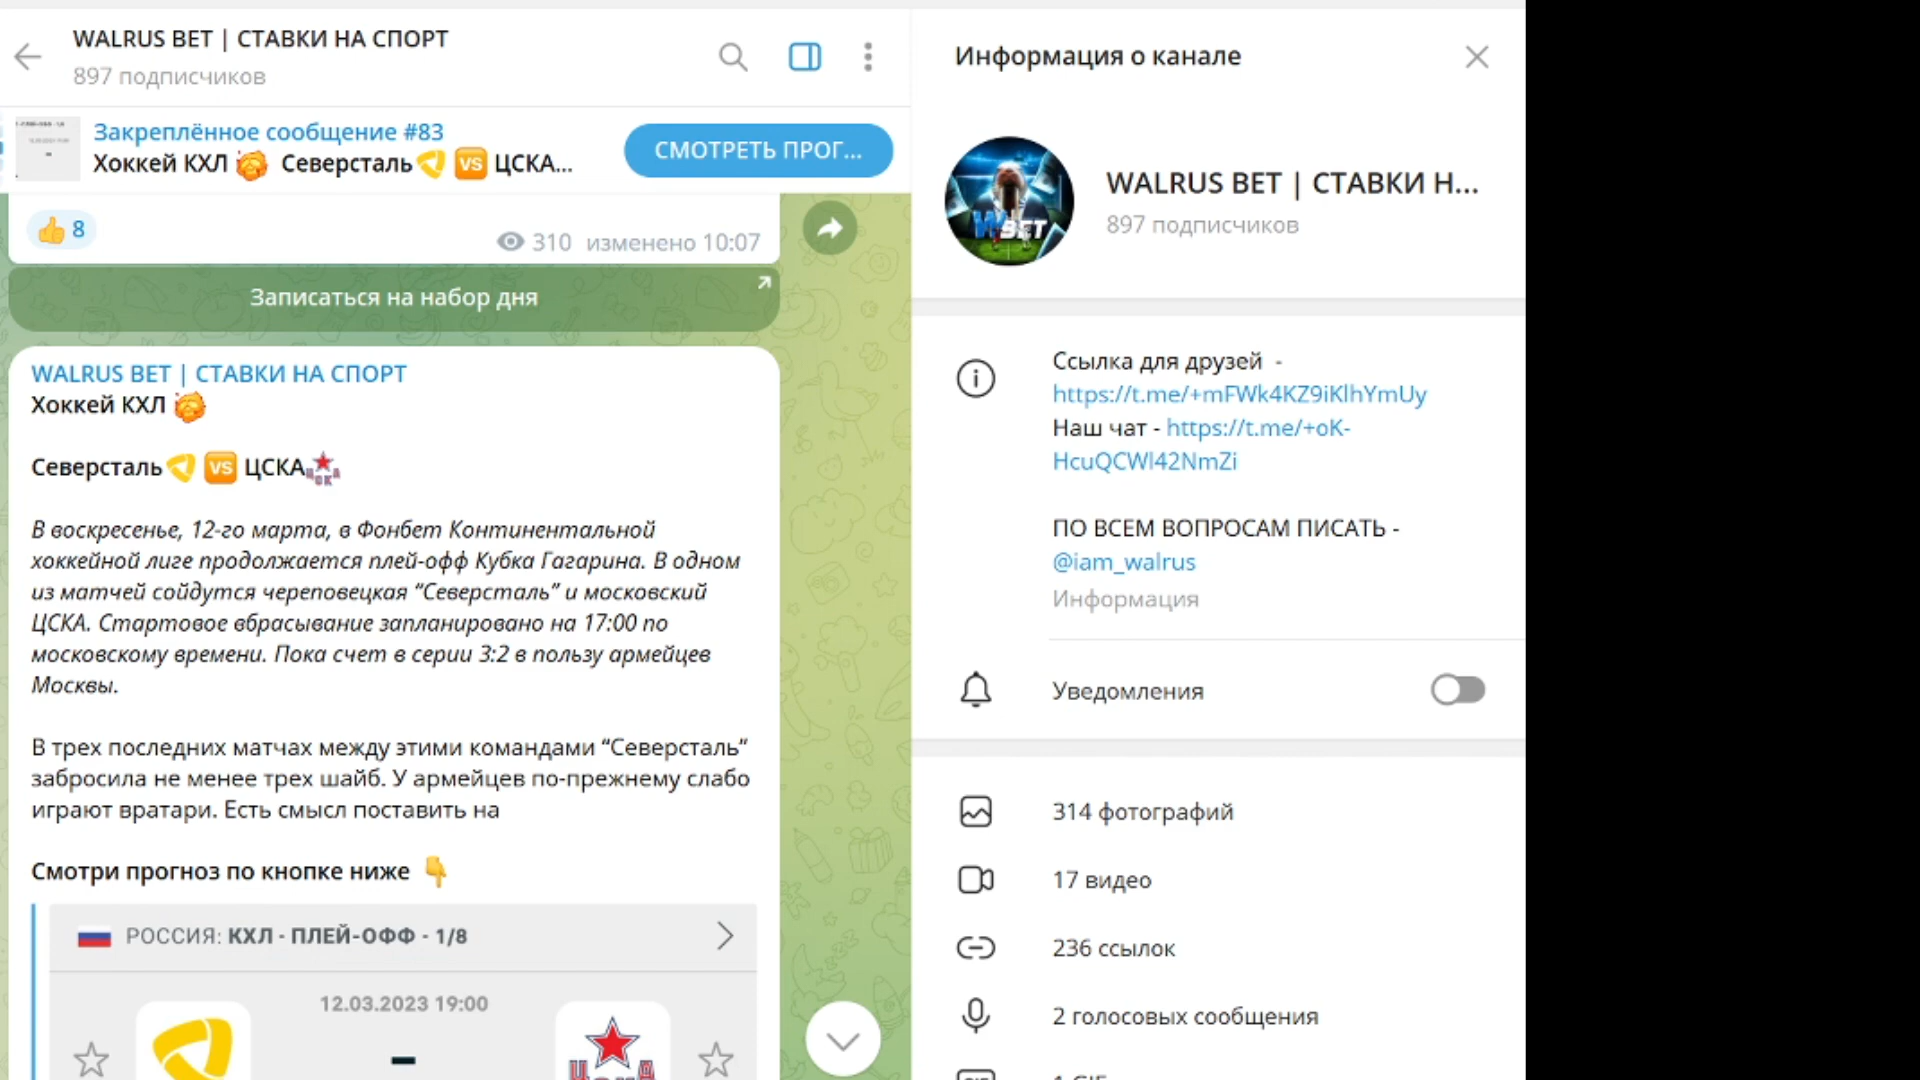 WALRUS BET | СТАВКИ НА СПОРТ
897 подписчиков
Закреплённое сообщение #83
Хоккей КХЛ Северсталь VS ЦСКА...
СМОТРЕТЬ ПРОГ...
8
310 изменено 10:07
Записаться на набор дня
WALRUS BET | СТАВКИ НА СПОРТ
Хоккей КХЛ
Северсталь VS ЦСКА
В воскресенье, 12-го марта, в Фонбет Континентальной
хоккейной лиге продолжается плей-офф Кубка Гагарина. В одном
из матчей сойдутся череповецкая “Северсталь” и московский
ЦСКА. Стартовое вбрасывание запланировано на 17:00 по
московскому времени. Пока счет в серии 3:2 в пользу армейцев
Москвы.
В трех последних матчах между этими командами “Северсталь”
забросила не менее трех шайб. У армейцев по-прежнему слабо
играют вратари. Есть смысл поставить на
Смотри прогноз по кнопке ниже
РОССИЯ: КХЛ - ПЛЕЙ-ОФФ - 1/8
12.03.2023 19:00
-
ЦСКА
Информация о канале
WBET
WALRUS BET | СТАВКИ Н...
897 подписчиков
Ссылка для друзей -
https://t.me/+mFWk4KZ9iKlhYmUy
Наш чат - https://t.me/+oK-
HcuQCWl42NmZi
ПО ВСЕМ ВОПРОСАМ ПИСАТЬ -
@iam_walrus
Информация
Уведомления
314 фотографий
17 видео
236 ссылок
2 голосовых сообщения